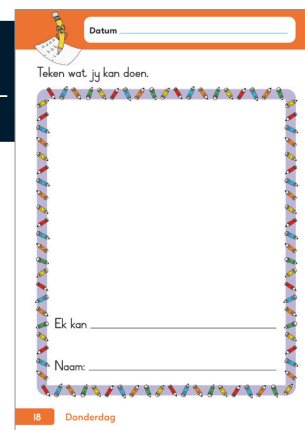 Datum
Teken wat jy kan doen.
Ek kan
Naam:
18 Donderdag